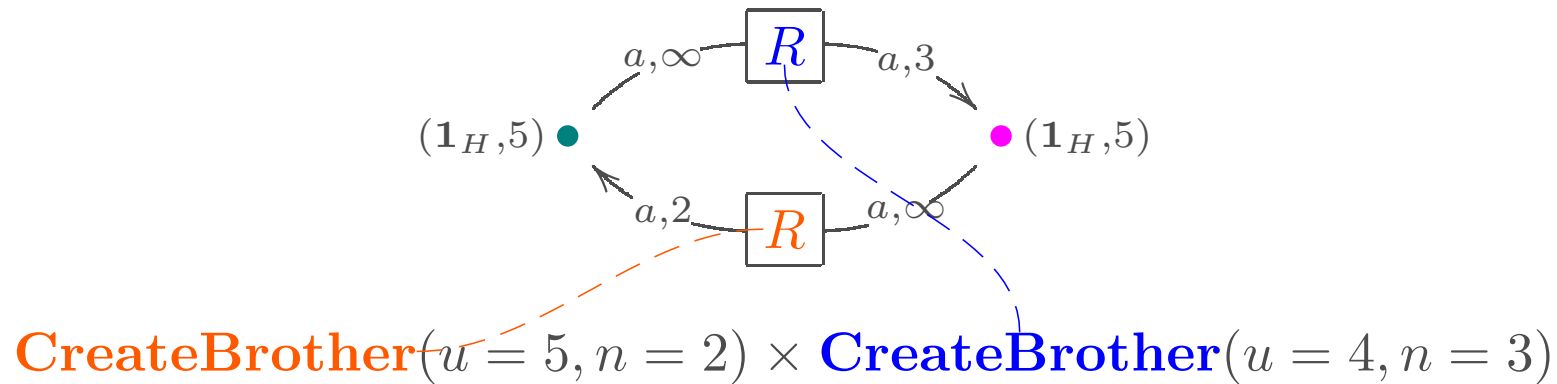 R
a,∞ a,3
(𝟏_H,5) (𝟏_H,5)
a,2 a,∞
R
CreateBrother(u = 5, n = 2) × CreateBrother(u = 4, n = 3)